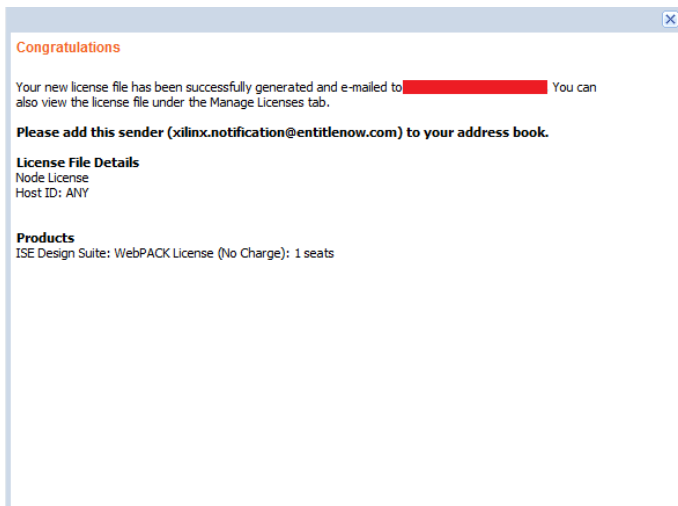 Congratulations
Your new license file has been successfully generated and e-mailed to You can
also view the license file under the Manage Licenses tab.
Please add this sender (xilinx.notification@entitlenow.com) to your address book.
License File Details
Node License
Host ID: ANY
Products
ISE Design Suite: WebPACK License (No Charge): 1 seats